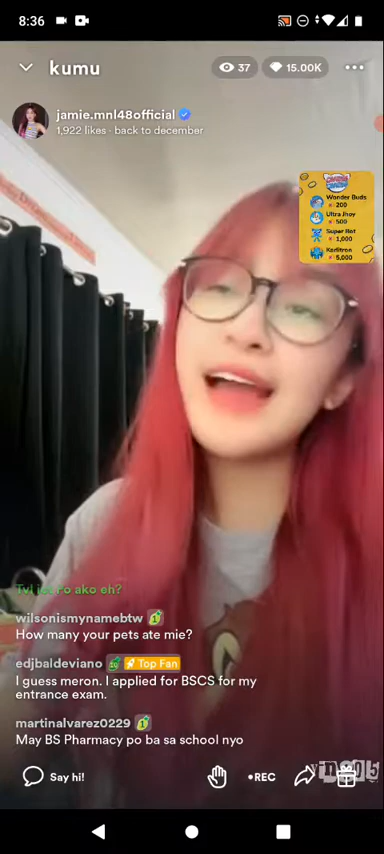 8:36
kumu
37
15.00K
jamie.mnl48official
1,922 likes · back to december
Wonder Buds
200
Ultra Jhay
500
1,000
5,000
wilsonismynamebtw 1
How many your pets ate mie?
edjbaldeviano Top Fan
I guess meron. I applied for BSCS for my
entrance exam.
martinalvarez0229 1
May BS Pharmacy po ba sa school nyo
Say hi!
•REC